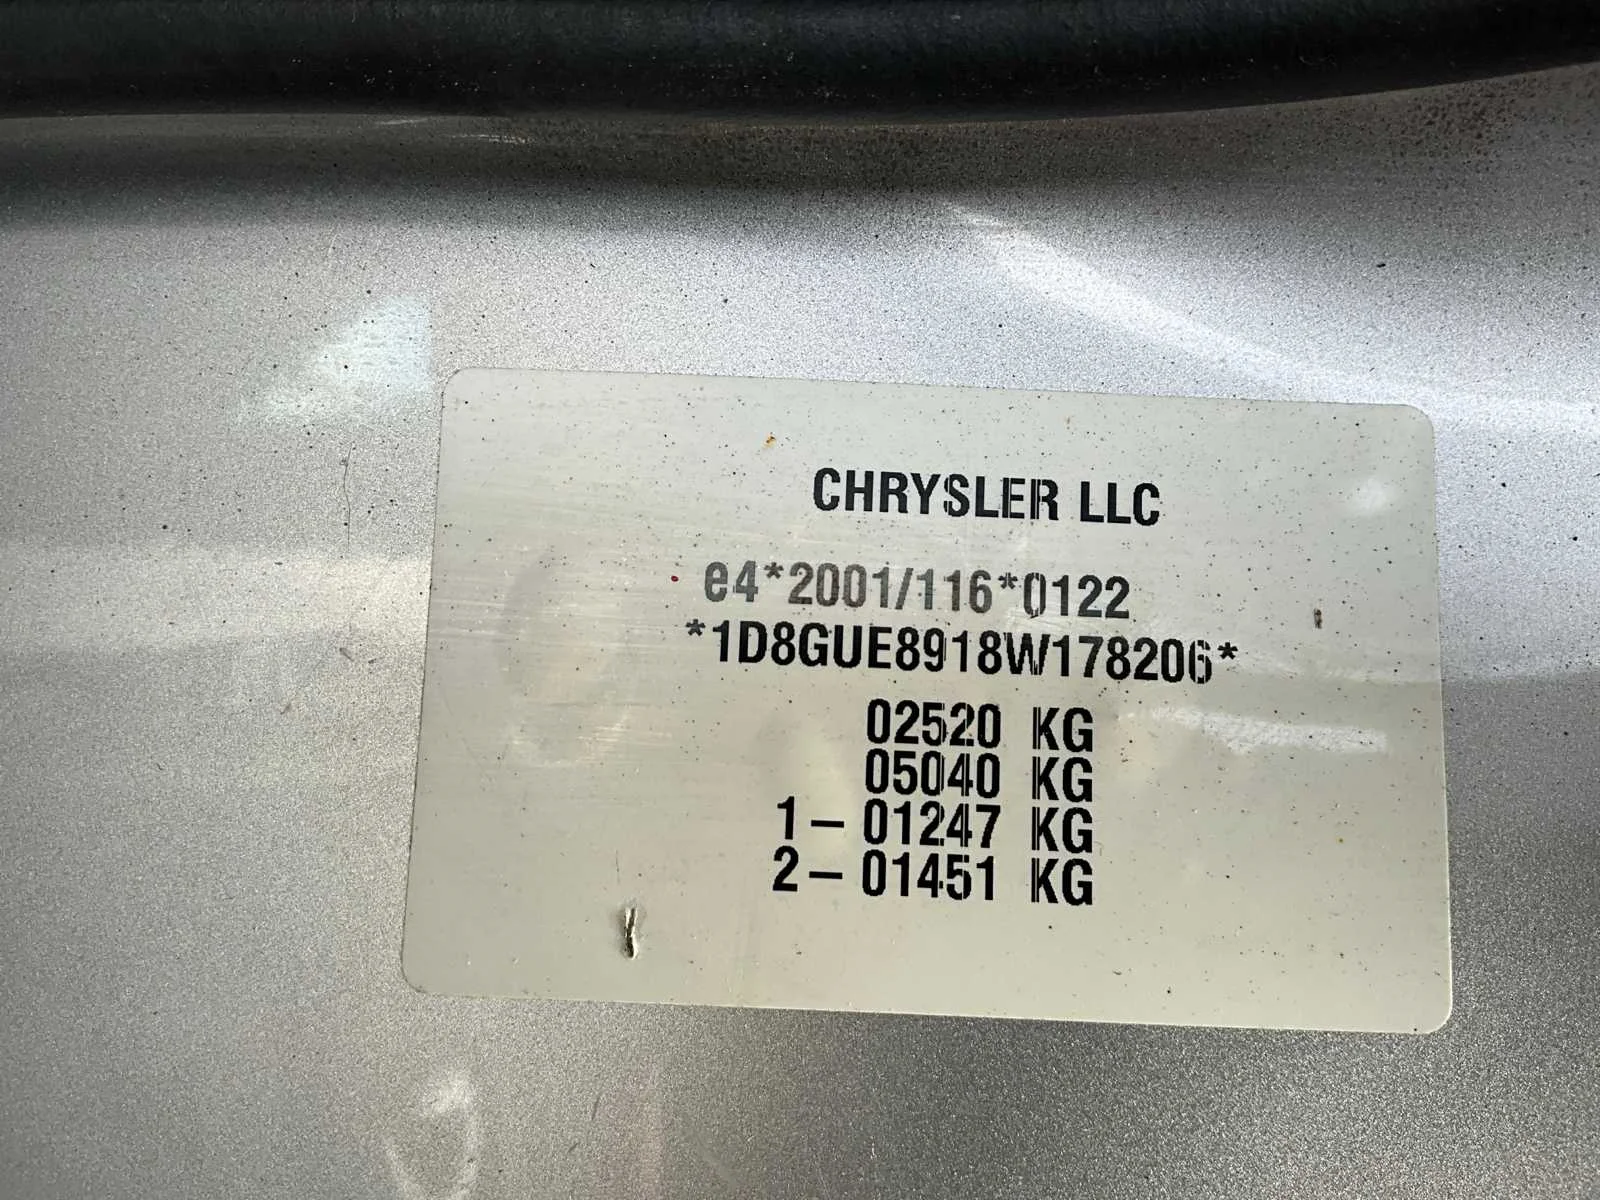 CHRYSLER LLC
e4*2001/116*0122
*1D8GUE8918W178206*
02520 KG
05040 KG
1-01247 KG
2-01451 KG